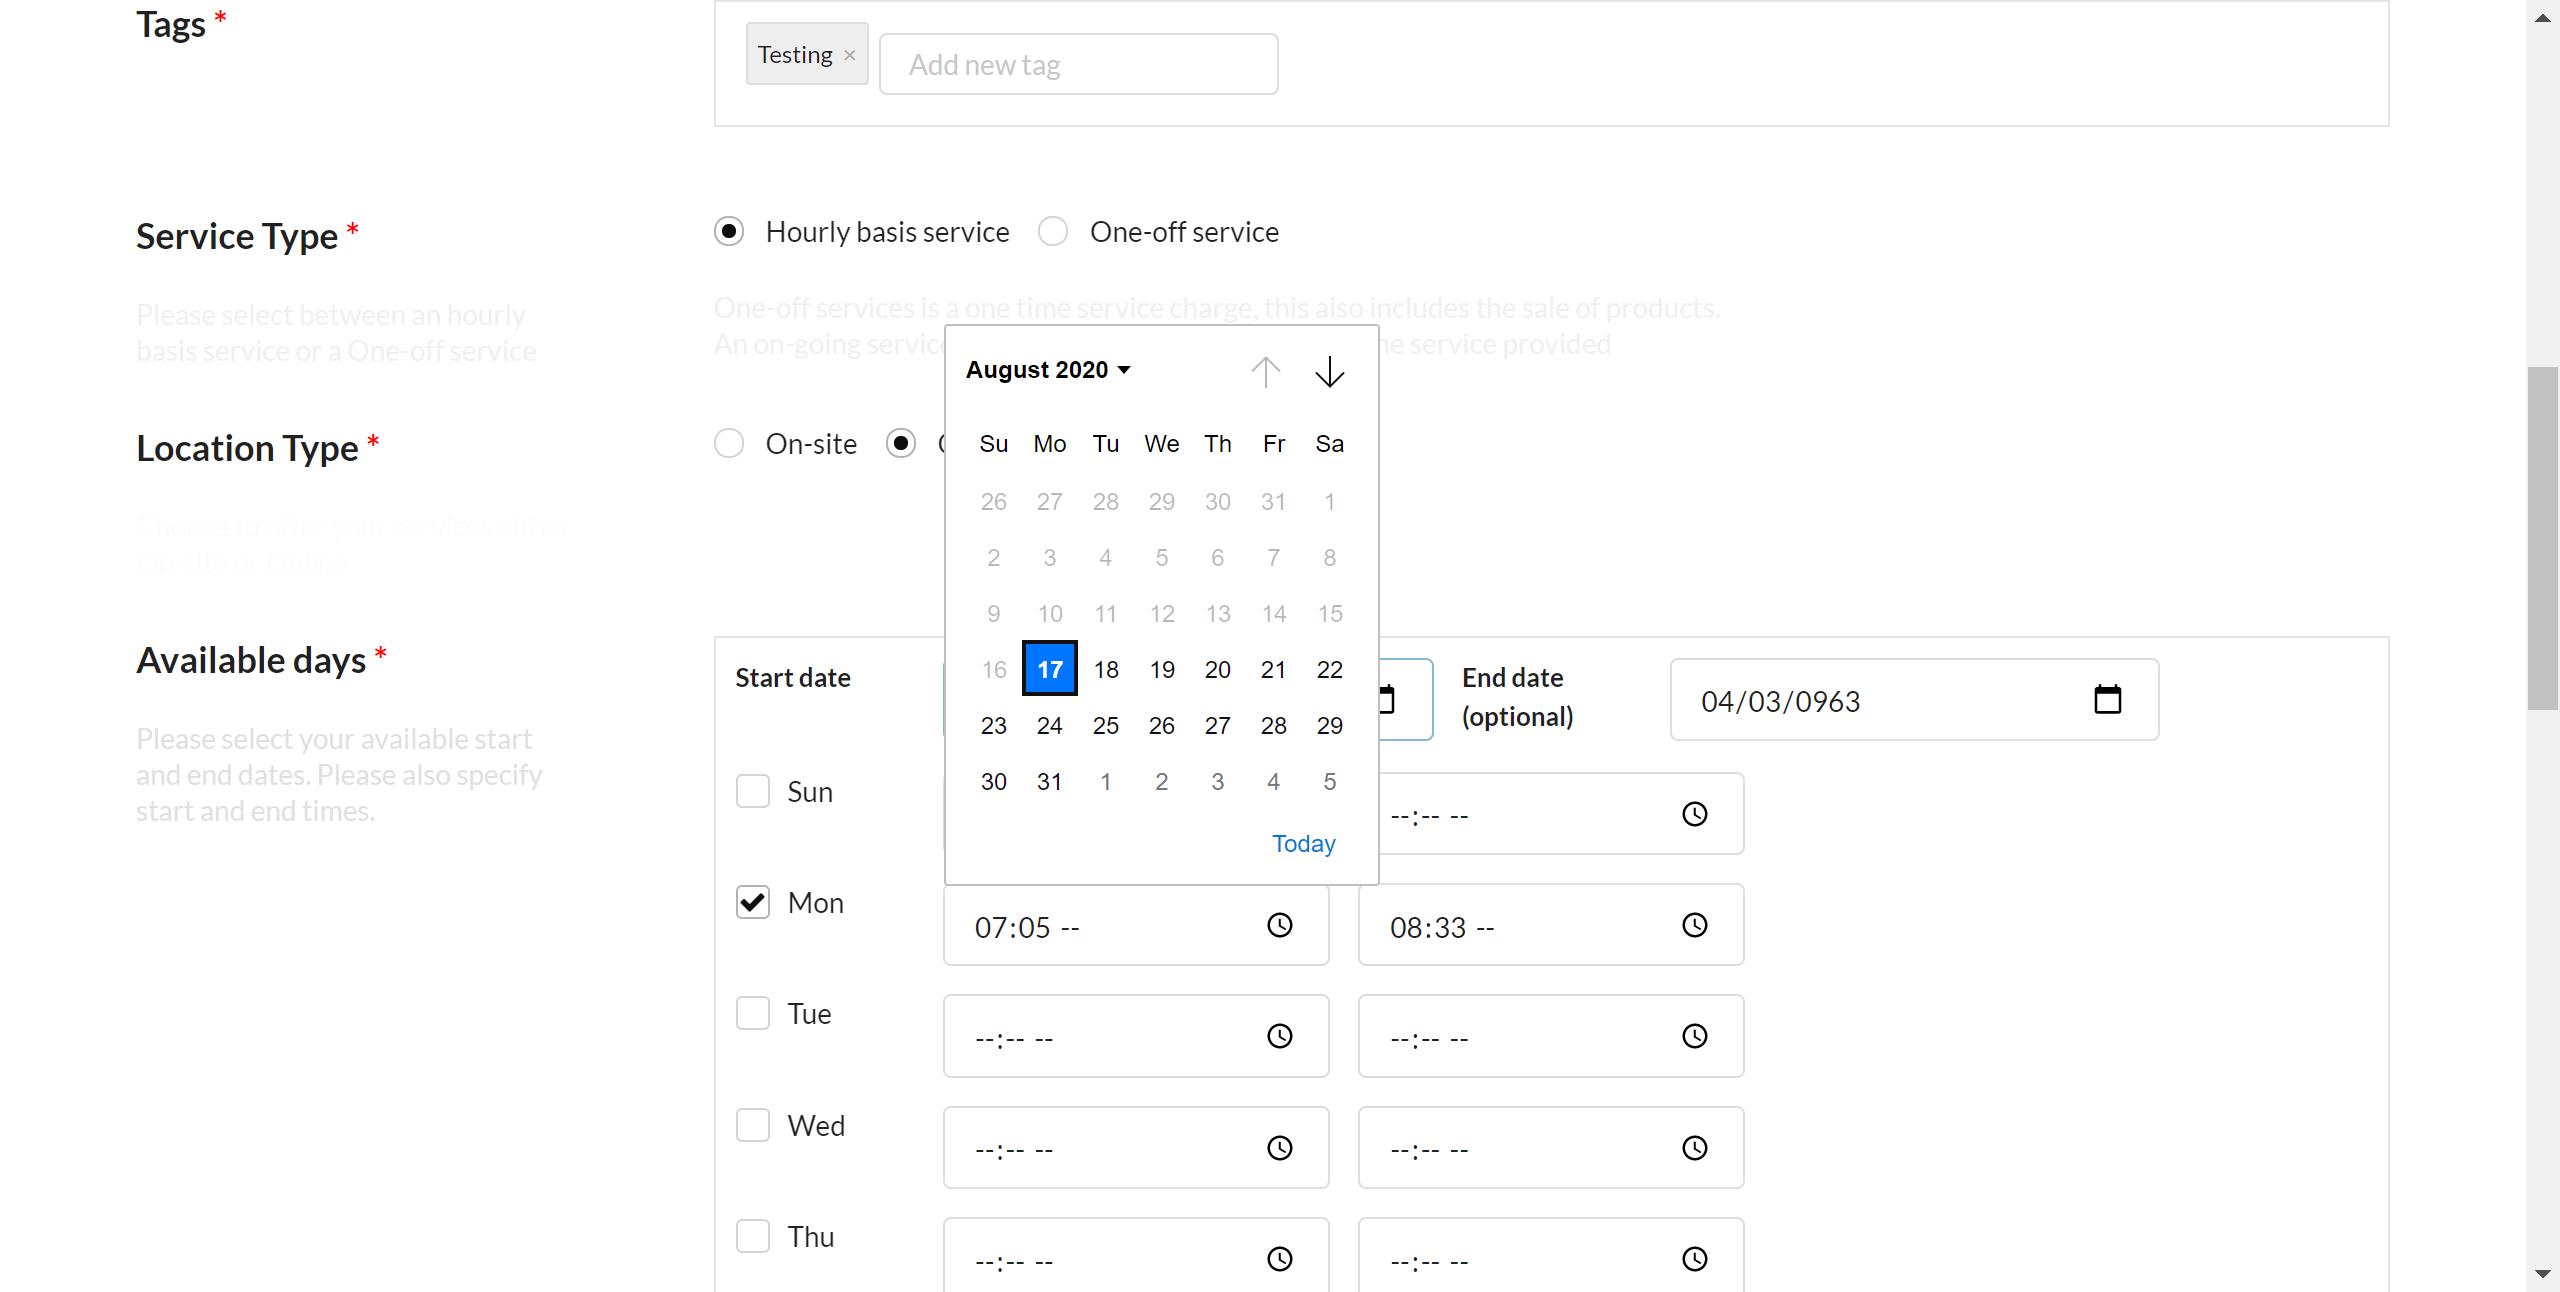 Tags *
Testing ×
Add new tag
Service Type *
Hourly basis service
One-off service
Please select between an hourly
basis service or a One-off service
One-off services is a one time service charge, this also includes the sale of products.
An on-going service
he service provided
Location Type *
On-site
Choose to offer your services either
On-site or Online
Available days *
Please select your available start
and end dates. Please also specify
start and end times.
August 2020
Su Mo Tu We Th Fr Sa
26 27 28 29 30 31 1
2 3 4 5 6 7 8
9 10 11 12 13 14 15
16 17 18 19 20 21 22
23 24 25 26 27 28 29
30 31 1 2 3 4 5
Today
Start date
End date
(optional)
04/03/0963
Sun
--:-- --
Mon
07:05 --
08:33 --
Tue
--:-- --
--:-- --
Wed
--:-- --
--:-- --
Thu
--:-- --
--:-- --